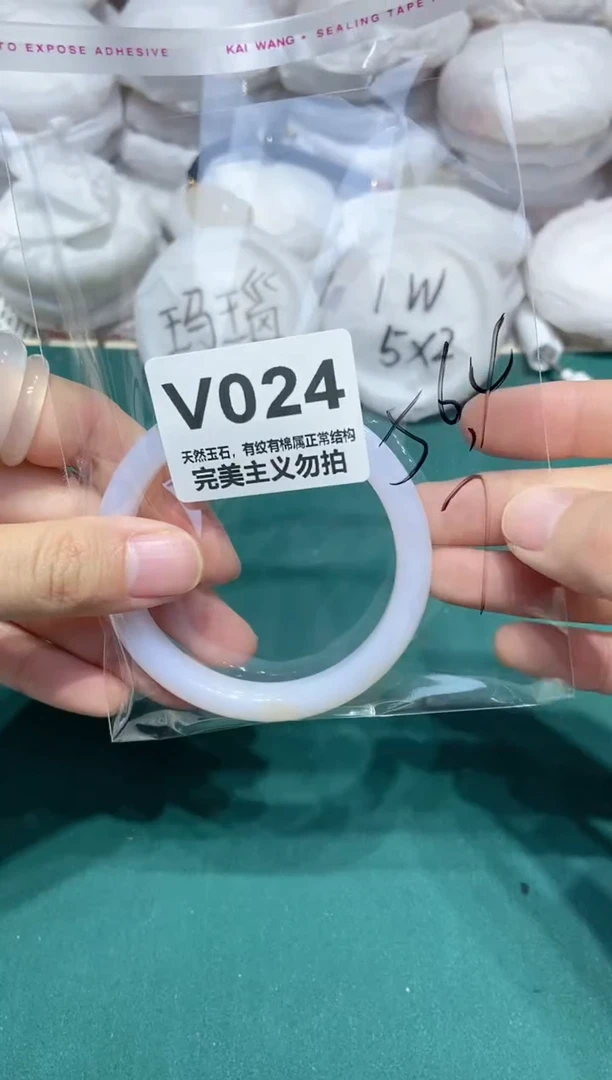 TO EXPOSE ADHESIVE KAI WANG • SEALING TAPE
玛瑙
1W
5X2
V024
天然玉石，有纹有棉属正常结构
完美主义勿拍